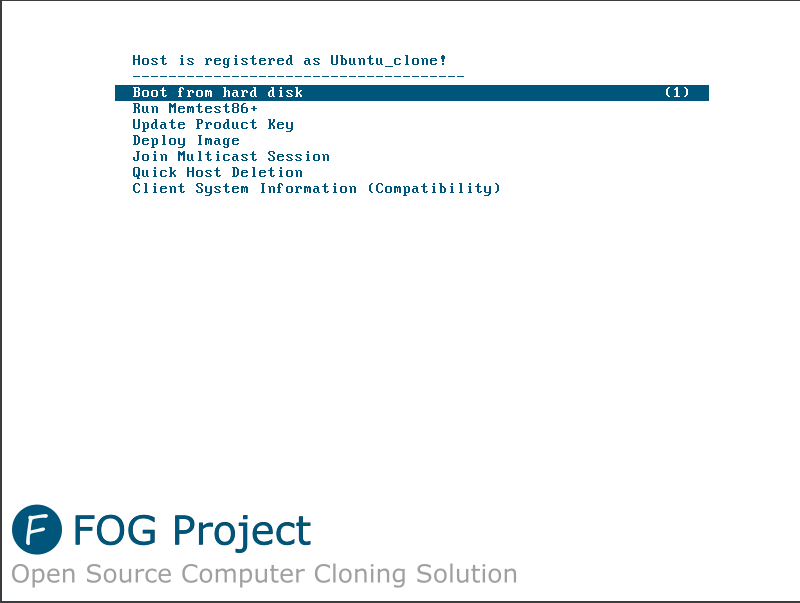 Host is registered as Ubuntu_clone!
-------------------------------------
Boot from hard disk (1)
Run Memtest86+
Update Product Key
Deploy Image
Join Multicast Session
Quick Host Deletion
Client System Information (Compatibility)
F FOG Project
Open Source Computer Cloning Solution